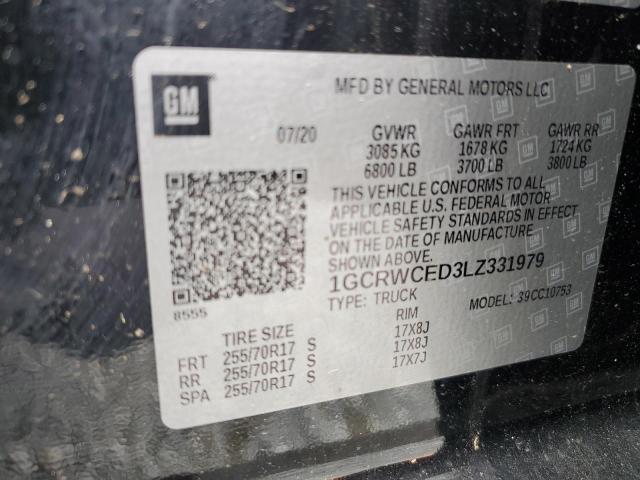 GM
MFD BY GENERAL MOTORS LLC
07/20 GVWR GAWR FRT GAWR RR
3085 KG 1678 KG 1724 KG
6800 LB 3700 LB 3800 LB
THIS VEHICLE CONFORMS TO ALL
APPLICABLE U.S. FEDERAL MOTOR
VEHICLE SAFETY STANDARDS IN EFFECT
ON THE DATE OF MANUFACTURE
SHOWN ABOVE.
1GCRWCED3LZ331979
8555 TYPE: TRUCK MODEL: 39CC10753
TIRE SIZE RIM
FRT 255/70R17 S 17X8J
RR 255/70R17 S 17X8J
SPA 255/70R17 S 17X7J